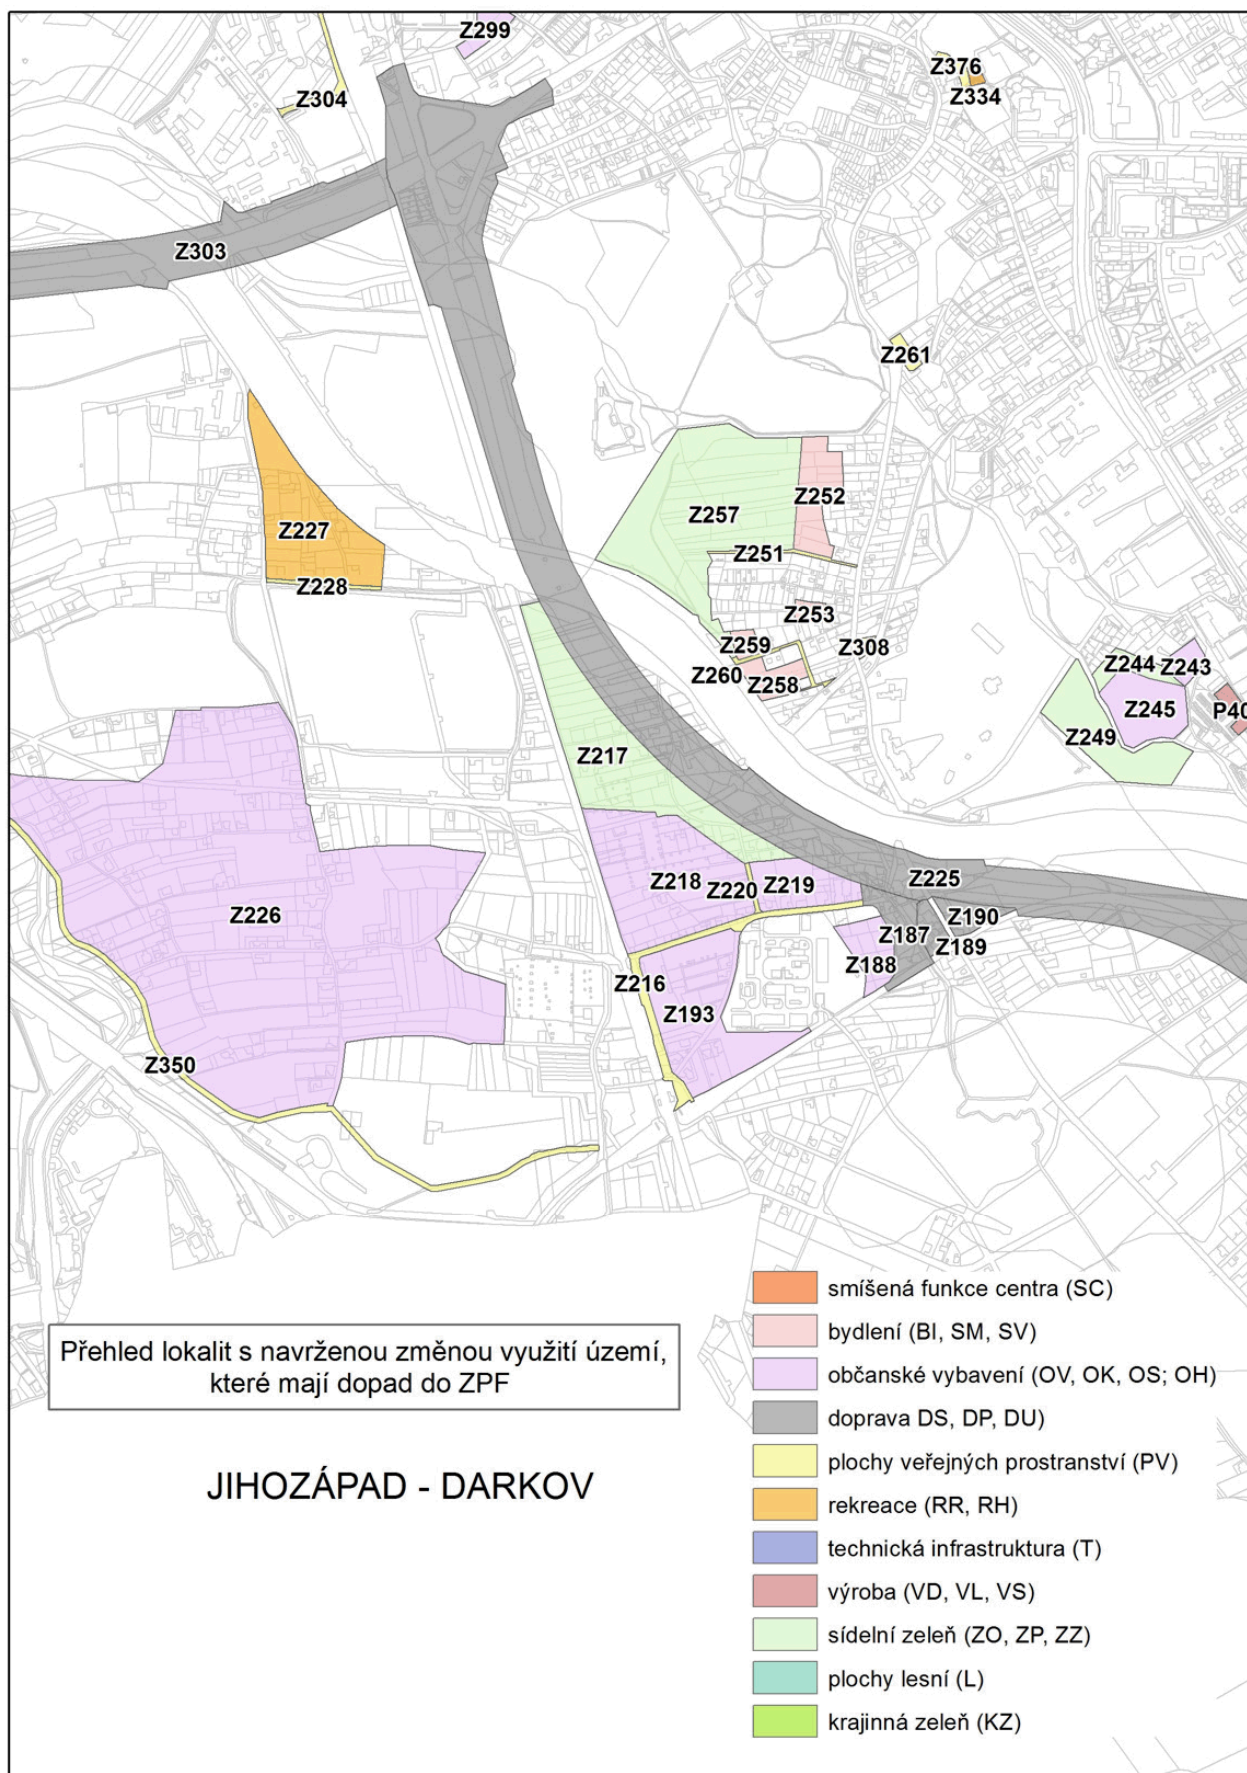 Z299
Z376
Z304
Z334
Z303
Z261
Z252
Z257
Z227
Z251
Z228
Z253
Z259
Z308
Z260
Z258
Z244
Z243
Z245
P40
Z249
Z217
Z218
Z220
Z219
Z225
Z226
Z190
Z187
Z189
Z188
Z216
Z193
Z350
smíšená funkce centra (SC)
bydlení (BI, SM, SV)
Přehled lokalit s navrženou změnou využití území,
které mají dopad do ZPF
občanské vybavení (OV, OK, OS; OH)
doprava DS, DP, DU)
plochy veřejných prostranství (PV)
JIHOZÁPAD - DARKOV
rekreace (RR, RH)
technická infrastruktura (T)
výroba (VD, VL, VS)
sídelní zeleň (ZO, ZP, ZZ)
plochy lesní (L)
krajinná zeleň (KZ)